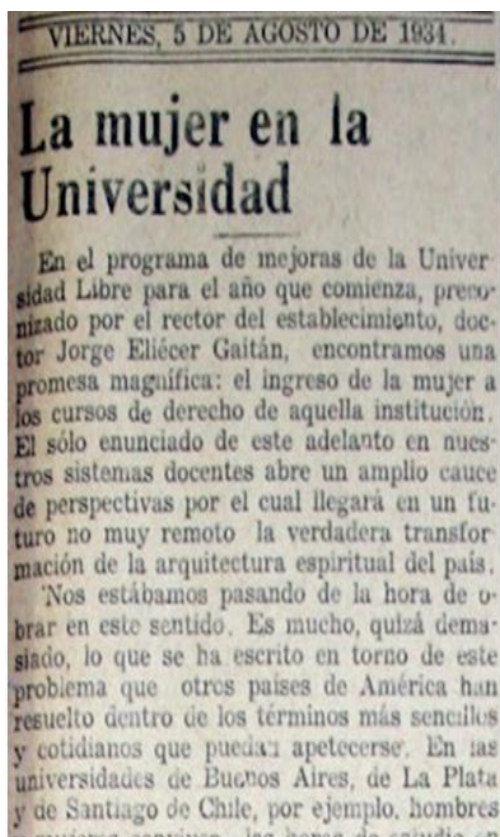 VIERNES, 5 DE AGOSTO DE 1934.
La mujer en la
Universidad
En el programa de mejoras de la Univer
sidad Libre para el año que comienza, preco-
nizado por el rector del establecimiento, doc-
tor Jorge Eliécer Gaitán, encontramos una
promesa magnífica: el ingreso de la mujer a
los cursos de derecho de aquella institución.
El sólo enunciado de este adelanto en nues-
tros sistemas docentes abre un amplio cauce
de perspectivas por el cual llegará en un fu-
turo no muy remoto la verdadera transfor-
mación de la arquitectura espiritual del país.
Nos estábamos pasando de la hora de o-
brar en este sentido. Es mucho, quizá dema-
siado, lo que se ha escrito en torno de este
problema que otros países de América han
resuelto dentro de los términos más sencillos
y cotidianos que puedan apetecerse. En las
universidades de Buenos Aires, de La Plata
y de Santiago de Chile, por ejemplo, hombres